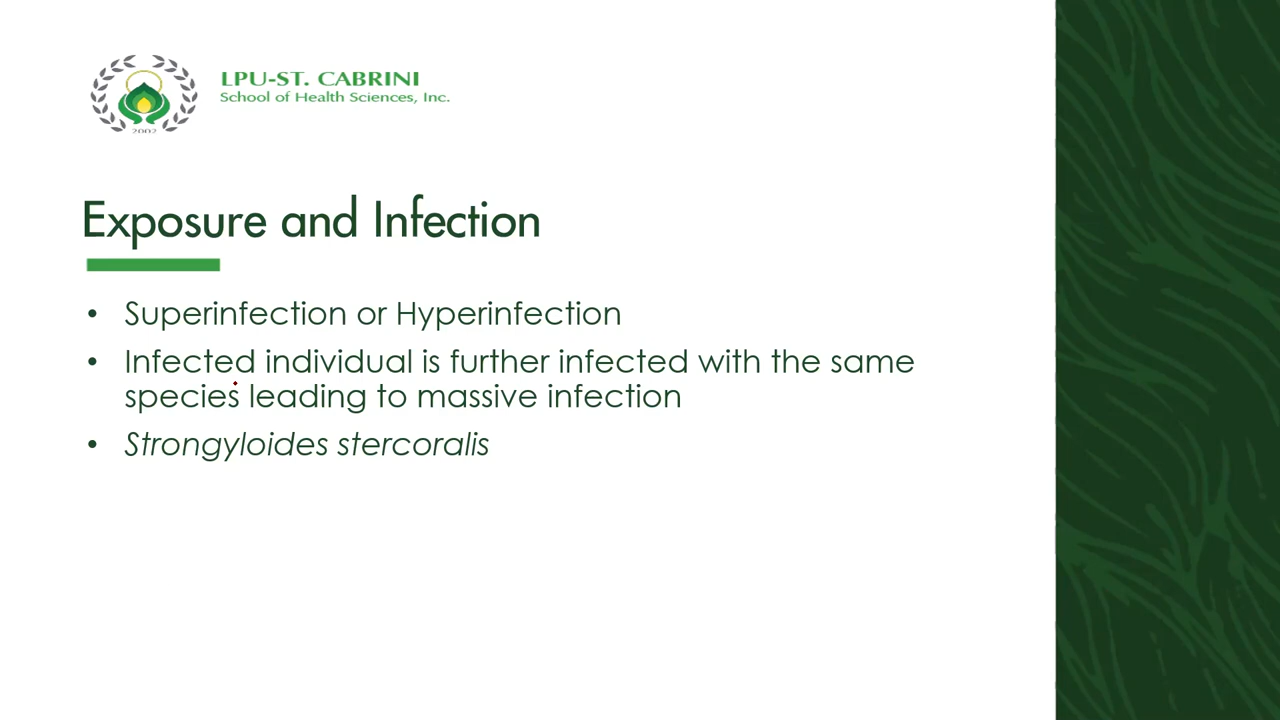 LPU-ST. CABRINI
School of Health Sciences, Inc.
2002
Exposure and Infection
• Superinfection or Hyperinfection
• Infected individual is further infected with the same
species leading to massive infection
• Strongyloides stercoralis